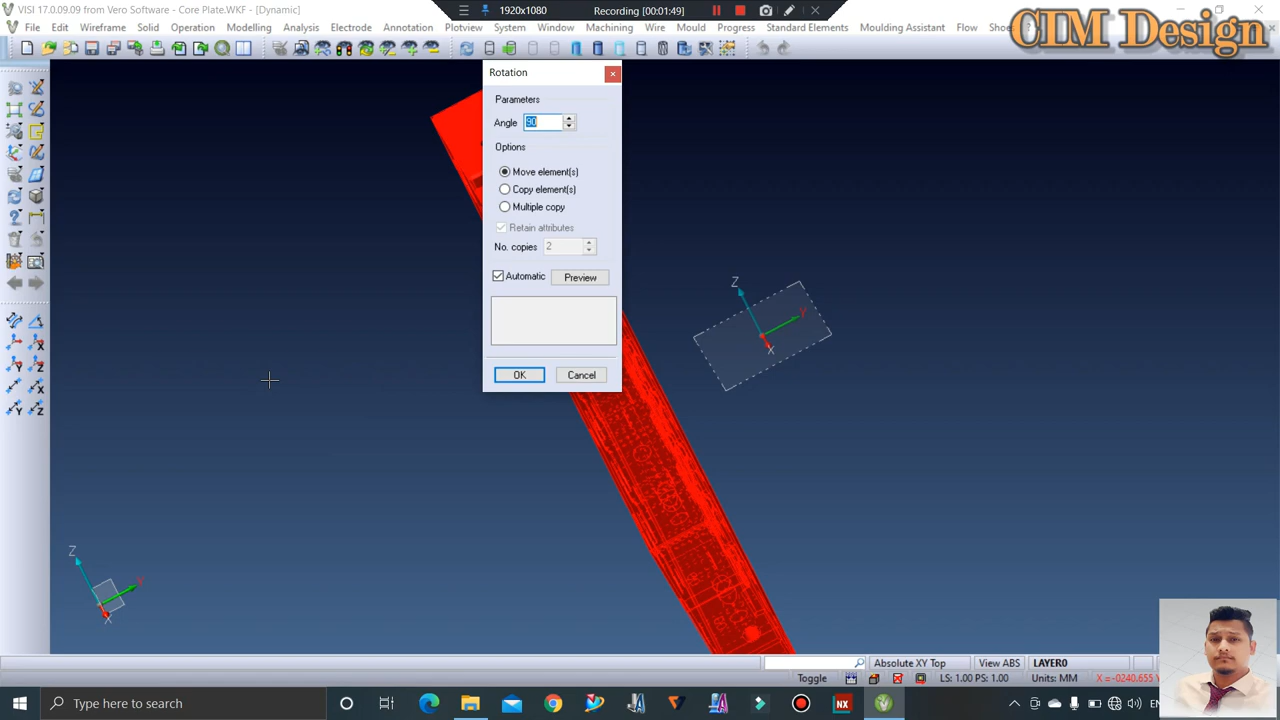 VISI 17.0.09.09 from Vero Software - Core Plate.WKF - [Dynamic]
1920x1080
Recording [00:01:49]
CIM Design
File Edit Wireframe Solid Operation Modelling Analysis Electrode Annotation Plotview System Window Machining Wire Mould Progress Standard Elements Moulding Assistant Flow
Rotation
Parameters
Angle 90
Options
Move element(s)
Copy element(s)
Multiple copy
Retain attributes
No. copies 2
Automatic Preview
OK Cancel
Z
Y
X
Z
Y
X
Absolute XY Top View ABS LAYER0
Toggle LS: 1.00 PS: 1.00 Units: MM X =-0240.655
Type here to search
NX